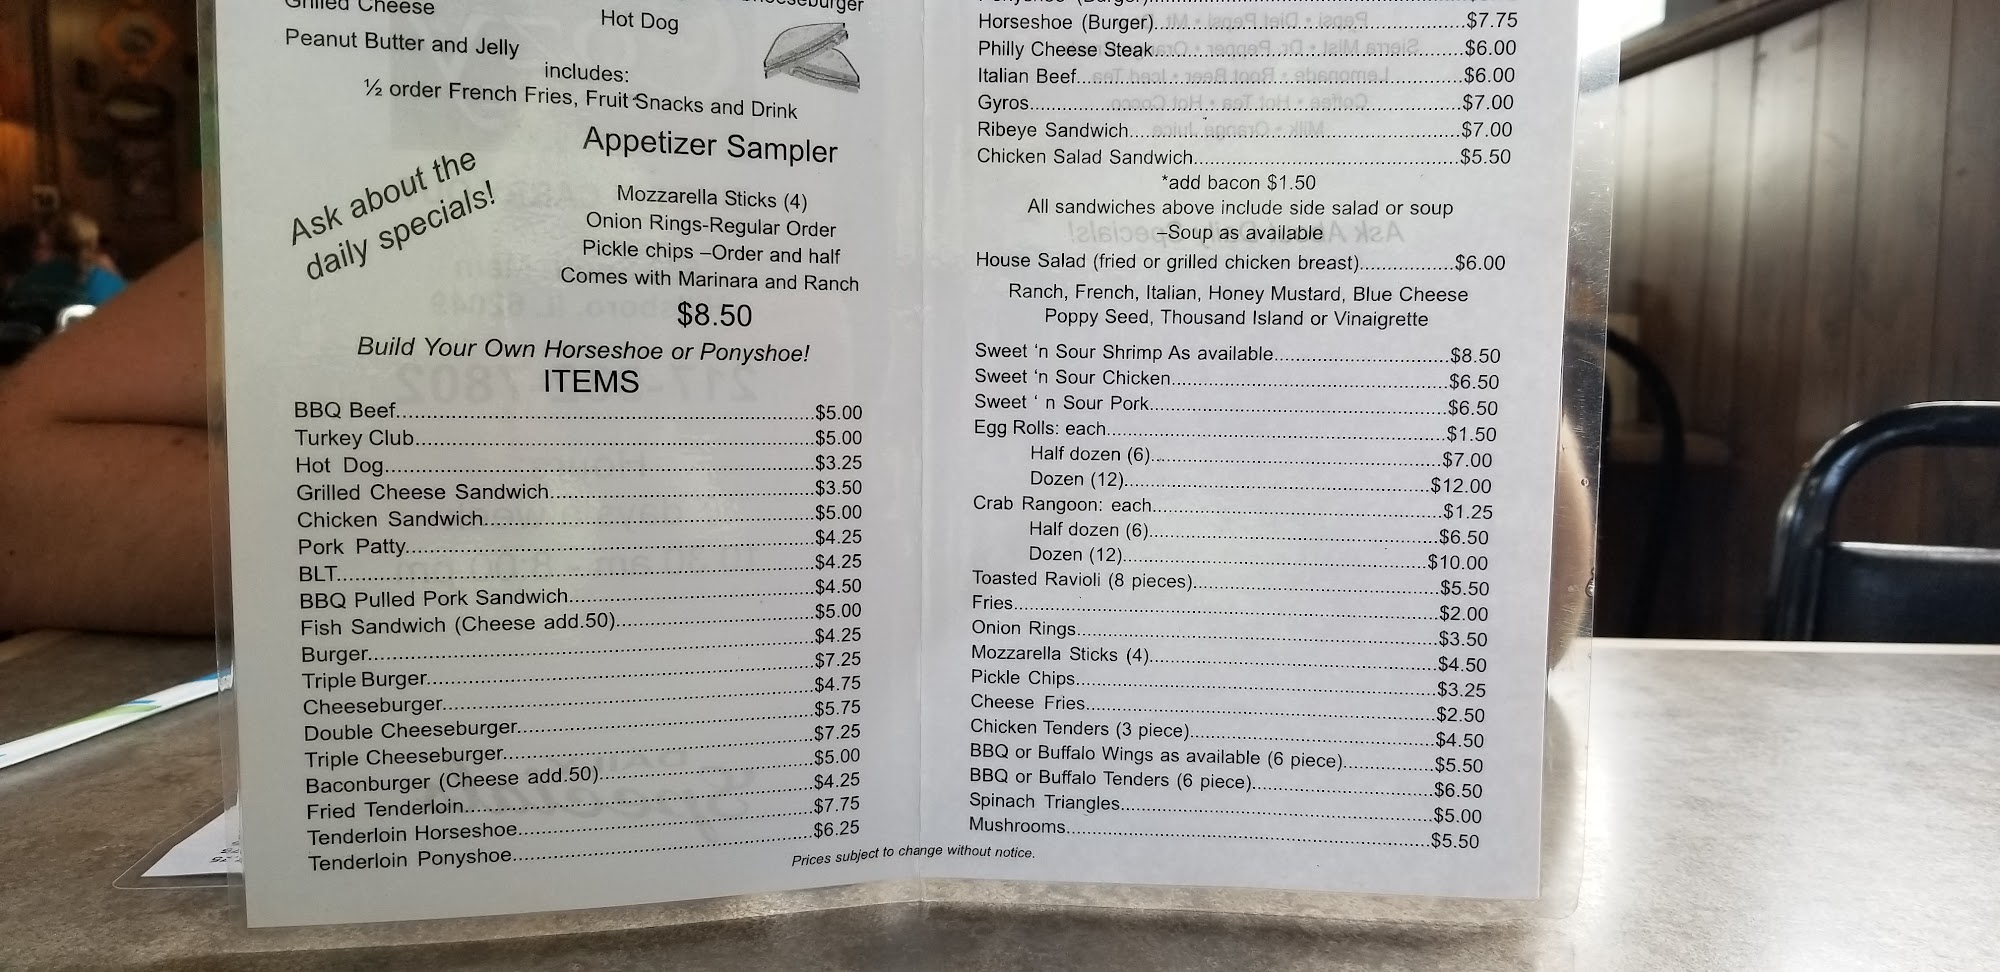 Grilled Cheese
Hot Dog
Peanut Butter and Jelly
includes:
½ order French Fries, Fruit Snacks and Drink
Ask about the
daily specials!
Appetizer Sampler
Mozzarella Sticks (4)
Onion Rings-Regular Order
Pickle chips –Order and half
Comes with Marinara and Ranch
$8.50
Build Your Own Horseshoe or Ponyshoe!
ITEMS
BBQ Beef $5.00
Turkey Club $5.00
Hot Dog $3.25
Grilled Cheese Sandwich $3.50
Chicken Sandwich $5.00
Pork Patty $4.25
BLT $4.25
BBQ Pulled Pork Sandwich $4.50
Fish Sandwich (Cheese add.50) $5.00
Burger $4.25
Triple Burger $7.25
Cheeseburger $4.75
Double Cheeseburger $5.75
Triple Cheeseburger $7.25
Baconburger (Cheese add.50) $5.00
Fried Tenderloin $4.25
Tenderloin Horseshoe $7.75
Tenderloin Ponyshoe $6.25
Horseshoe (Burger) $7.75
Philly Cheese Steak $6.00
Italian Beef $6.00
Gyros $7.00
Ribeye Sandwich $7.00
Chicken Salad Sandwich $5.50
*add bacon $1.50
All sandwiches above include side salad or soup
–Soup as available
House Salad (fried or grilled chicken breast) $6.00
Ranch, French, Italian, Honey Mustard, Blue Cheese
Poppy Seed, Thousand Island or Vinaigrette
Sweet 'n Sour Shrimp As available $8.50
Sweet 'n Sour Chicken $6.50
Sweet ' n Sour Pork $6.50
Egg Rolls: each $1.50
Half dozen (6) $7.00
Dozen (12) $12.00
Crab Rangoon: each $1.25
Half dozen (6) $6.50
Dozen (12) $10.00
Toasted Ravioli (8 pieces) $5.50
Fries $2.00
Onion Rings $3.50
Mozzarella Sticks (4) $4.50
Pickle Chips $3.25
Cheese Fries $2.50
Chicken Tenders (3 piece) $4.50
BBQ or Buffalo Wings as available (6 piece) $5.50
BBQ or Buffalo Tenders (6 piece) $6.50
Spinach Triangles $5.00
Mushrooms $5.50
Prices subject to change without notice.